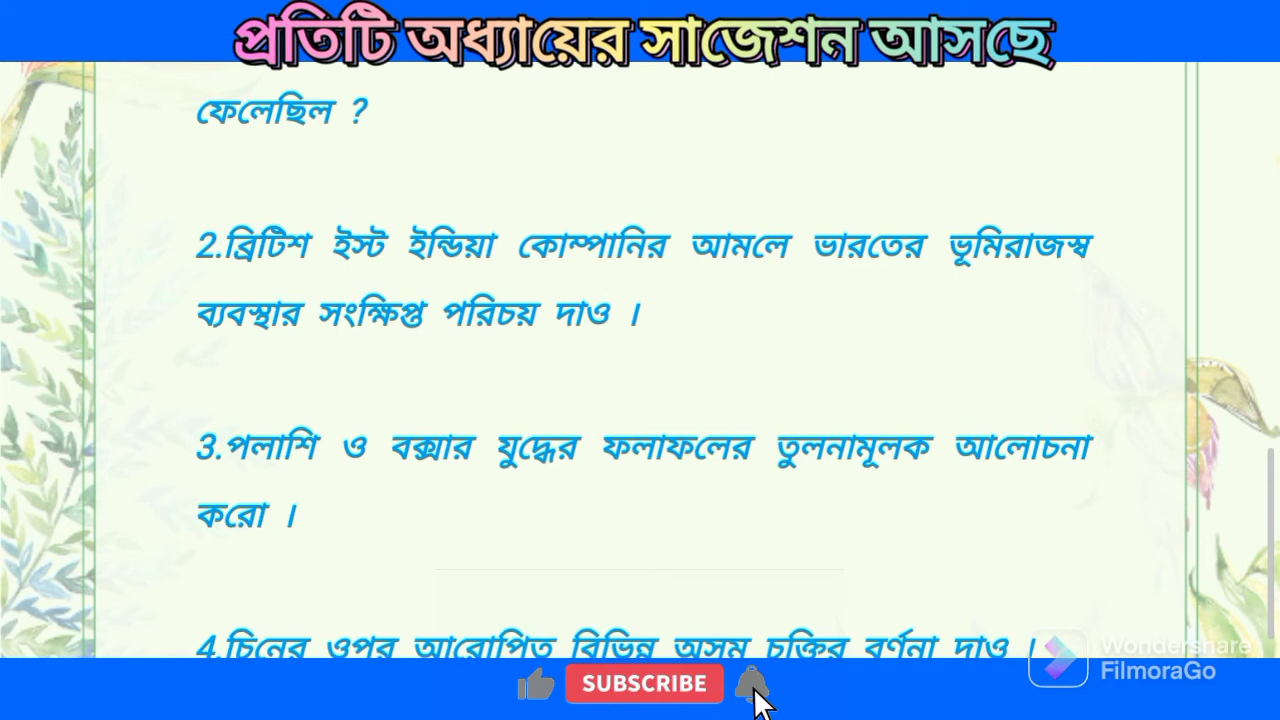 প্রতিটি অধ্যায়ের সাজেশন আসছে
ফেলেছিল ?
2.ব্রিটিশ ইস্ট ইন্ডিয়া কোম্পানির আমলে ভারতের ভূমিরাজস্ব
ব্যবস্থার সংক্ষিপ্ত পরিচয় দাও ।
3.পলাশি ও বক্সার যুদ্ধের ফলাফলের তুলনামূলক আলোচনা
করো ।
4.চিনের ওপর আরোপিত বিভিন্ন অসম চুক্তির বর্ণনা দাও ।
Wondershare
FilmoraGo
SUBSCRIBE